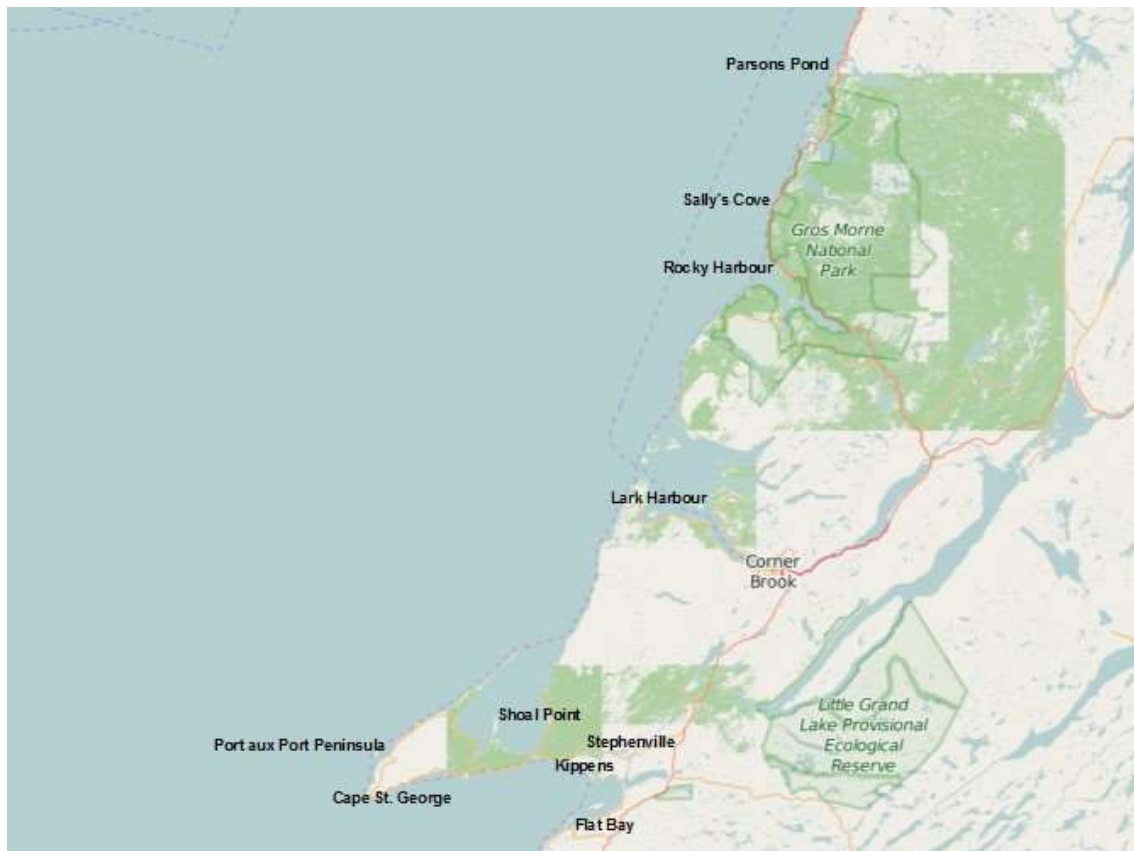 Parsons Pond
Sally's Cove
Gros Morne
National
Park
Rocky Harbour
Lark Harbour
Corner
Brook
Little Grand
Lake Provisional
Ecological
Reserve
Shoal Point
Port aux Port Peninsula
Stephenville
Kippens
Cape St. George
Flat Bay